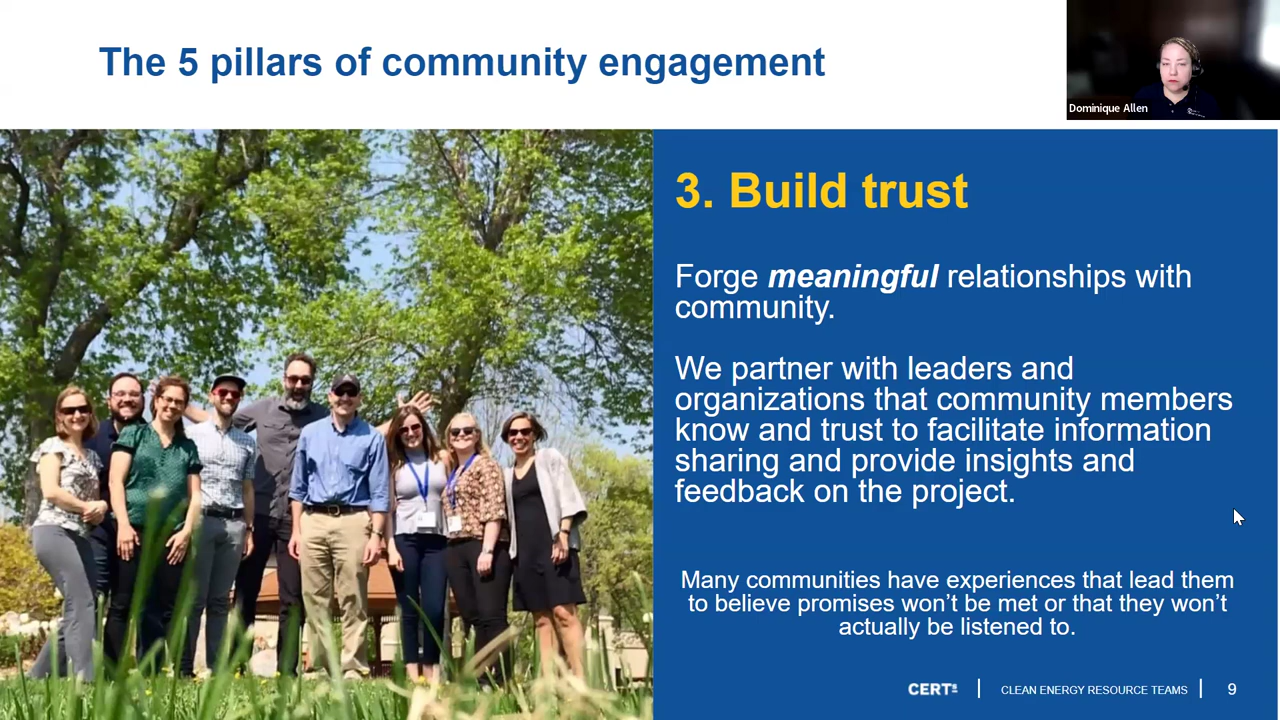 The 5 pillars of community engagement
Dominique Allen
3. Build trust
Forge meaningful relationships with
community.
We partner with leaders and
organizations that community members
know and trust to facilitate information
sharing and provide insights and
feedback on the project.
Many communities have experiences that lead them
to believe promises won’t be met or that they won’t
actually be listened to.
CERTs | CLEAN ENERGY RESOURCE TEAMS | 9